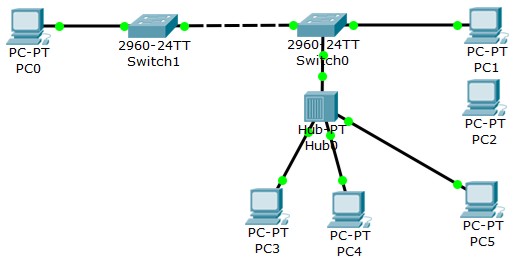 PC-PT
PC0
2960-24TT
Switch1
2960-24TT
Switch0
PC-PT
PC1
PC-PT
PC2
Hub-PT
Hub0
PC-PT
PC3
PC-PT
PC4
PC-PT
PC5